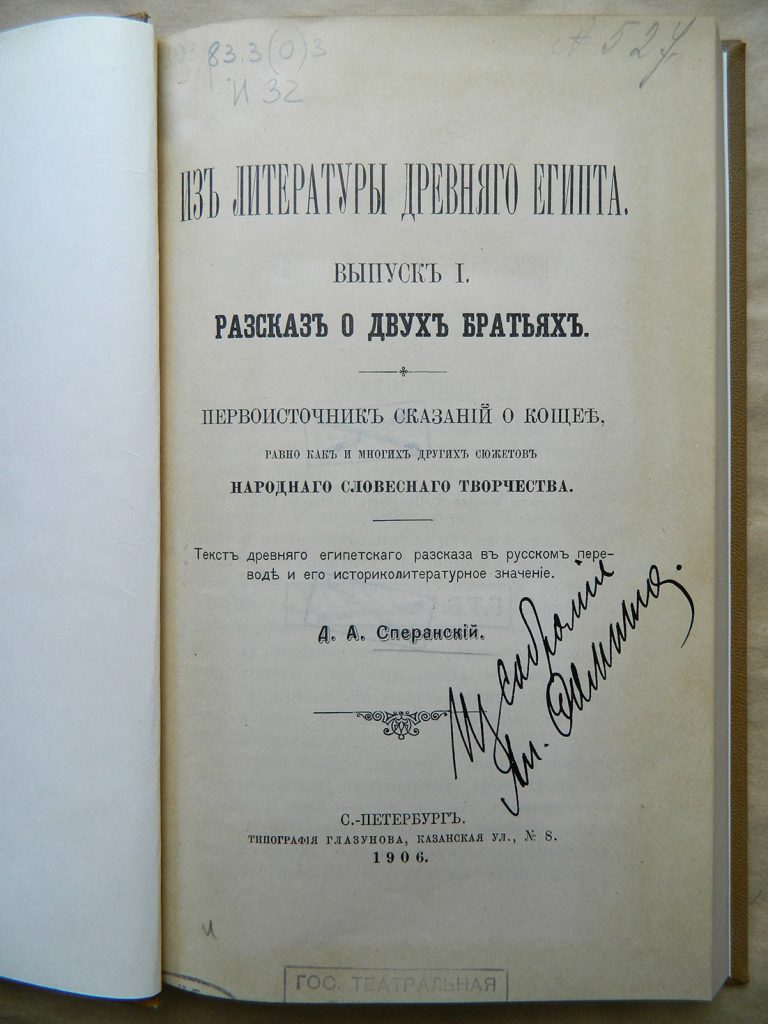 83.3(0)3
И 32
А 527
ИЗЪ ЛИТЕРАТУРЫ ДРЕВНЯГО ЕГИПТА.
ВЫПУСКЪ I.
РАЗСКАЗЪ О ДВУХЪ БРАТЬЯХЪ.
ПЕРВОИСТОЧНИКЪ СКАЗАНІЙ О КОЩЕѢ,
РАВНО КАКЪ И МНОГИХЪ ДРУГИХЪ СЮЖЕТОВЪ
НАРОДНАГО СЛОВЕСНАГО ТВОРЧЕСТВА.
Текстъ древняго египетскаго разсказа въ русскомъ пере-
водѣ и его историколитературное значеніе.
Д. А. Сперанскій.
Изъ собранія
С.-ПЕТЕРБУРГЪ.
ТИПОГРАФІЯ ГЛАЗУНОВА, КАЗАНСКАЯ УЛ., № 8.
1906.
и
ГОС. ТЕАТРАЛЬНАЯ